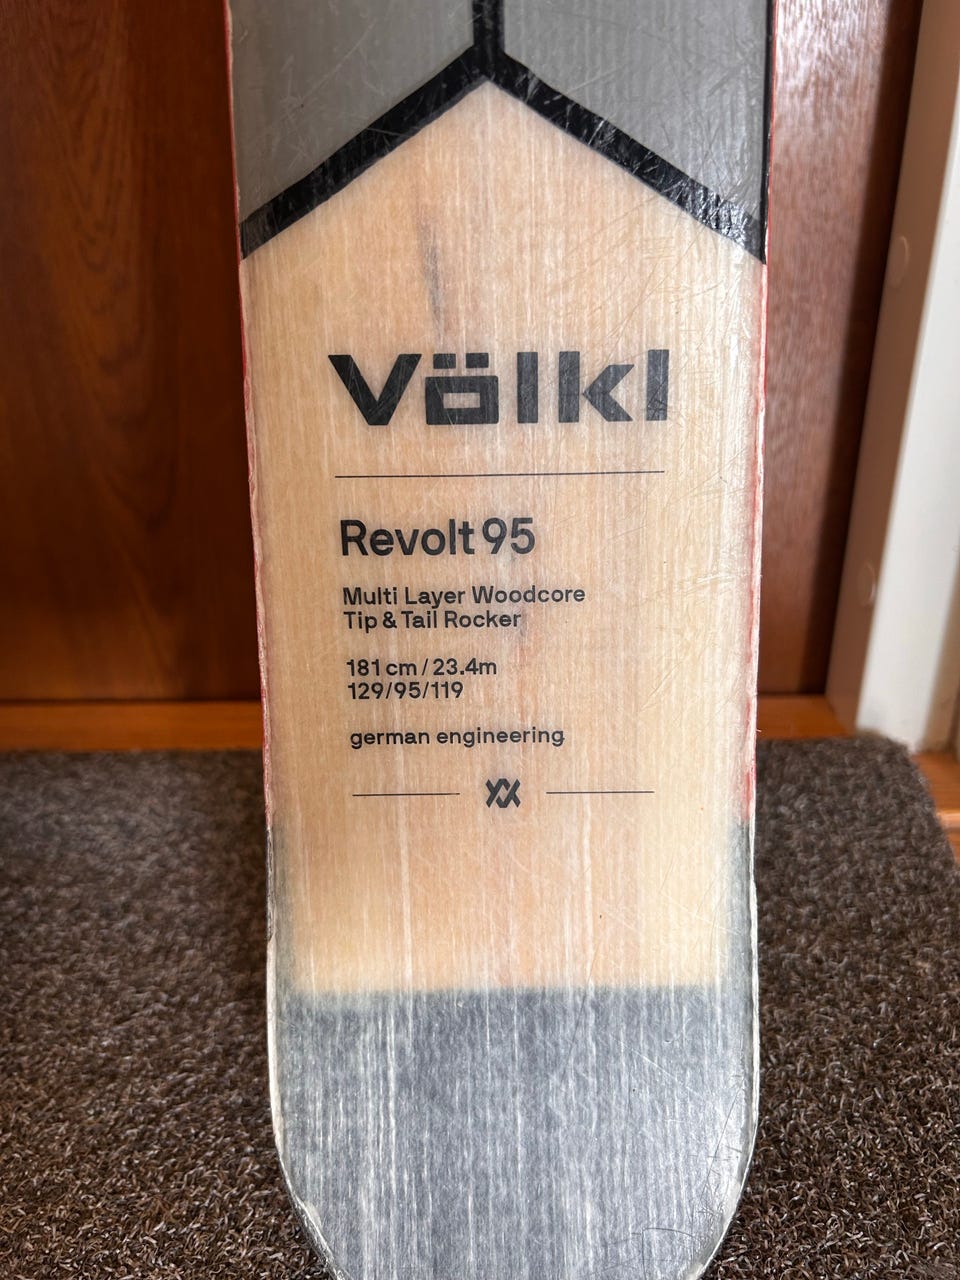 Völkl
Revolt 95
Multi Layer Woodcore
Tip & Tail Rocker
181 cm / 23.4m
129/95/119
german engineering